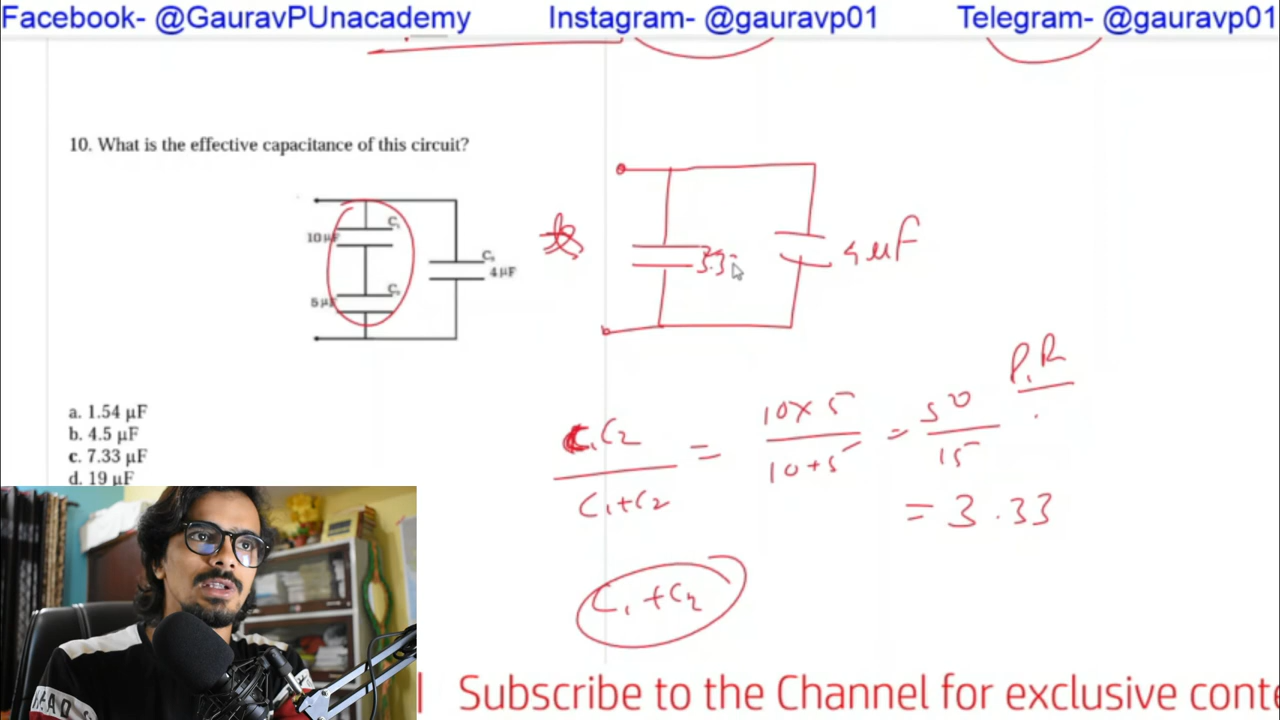 Facebook- @GauravPUnacademy Instagram- @gauravp01 Telegram- @gauravp01
10. What is the effective capacitance of this circuit?
C₁
10 μF
C₃
4 μF
5 μF
3.33
4 μF
P.R
C₁C₂ / C₁+C₂ = 10×5 / 10+5 = 50 / 15
= 3.33
C₁+C₂
a. 1.54 μF
b. 4.5 μF
c. 7.33 μF
d. 19 μF
| Subscribe to the Channel for exclusive conte